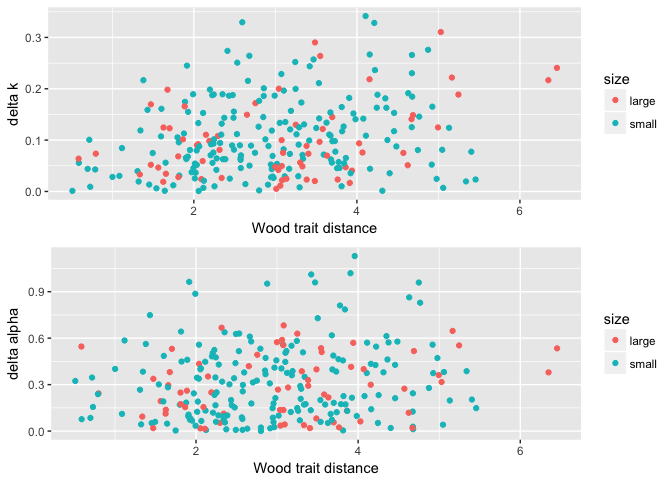 delta k
0.3
0.2
0.1
0.0
2
4
6
Wood trait distance
size
large
small
delta alpha
0.9
0.6
0.3
0.0
2
4
6
Wood trait distance
size
large
small